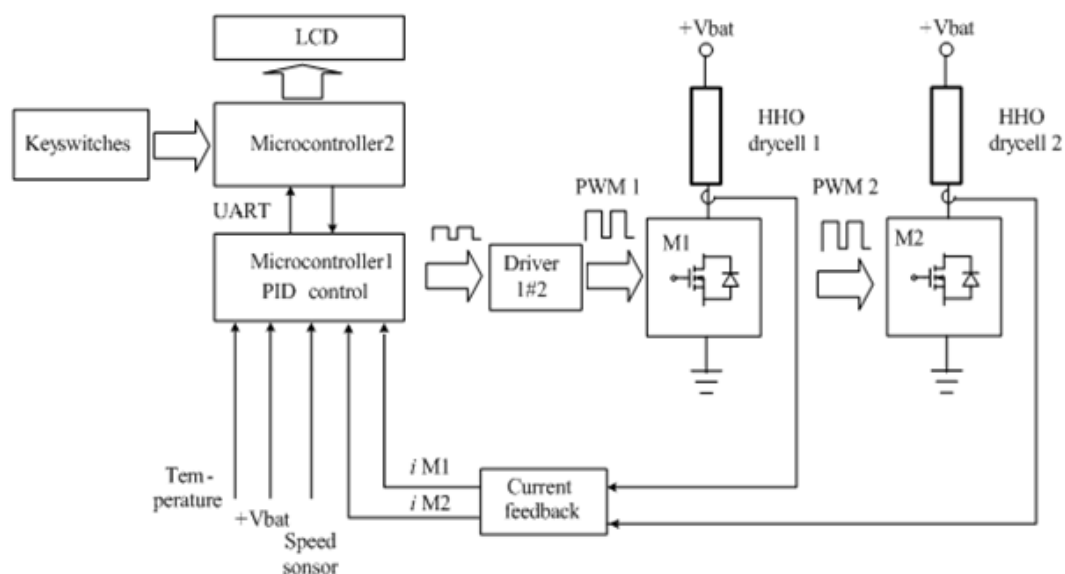 LCD
+Vbat
+Vbat
Keyswitches
Microcontroller2
HHO
drycell 1
HHO
drycell 2
UART
PWM 1
PWM 2
Microcontroller1
PID control
Driver
1#2
M1
M2
Tem-
perature
+Vbat
Speed
sonsor
i M1
i M2
Current
feedback